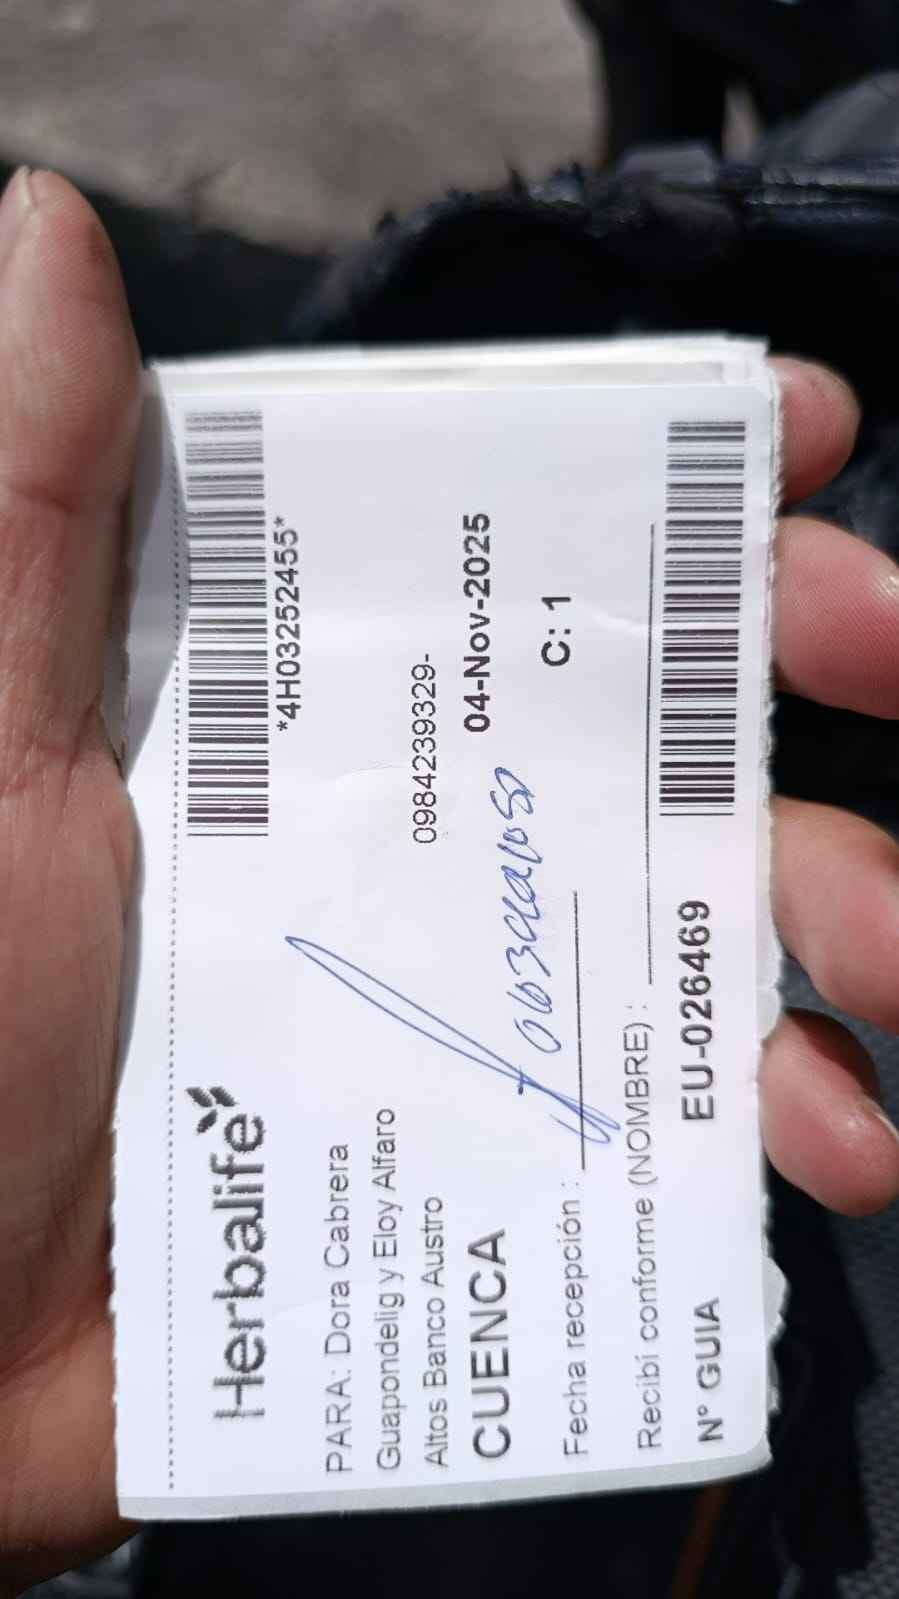 Herbalife
*4H03252455*
PARA: Dora Cabrera
Guapondelig y Eloy Alfaro
Altos Banco Austro
0984239329-
CUENCA
04-Nov-2025
Fecha recepción :
C: 1
Recibí conforme (NOMBRE) :
N° GUIA
EU-026469